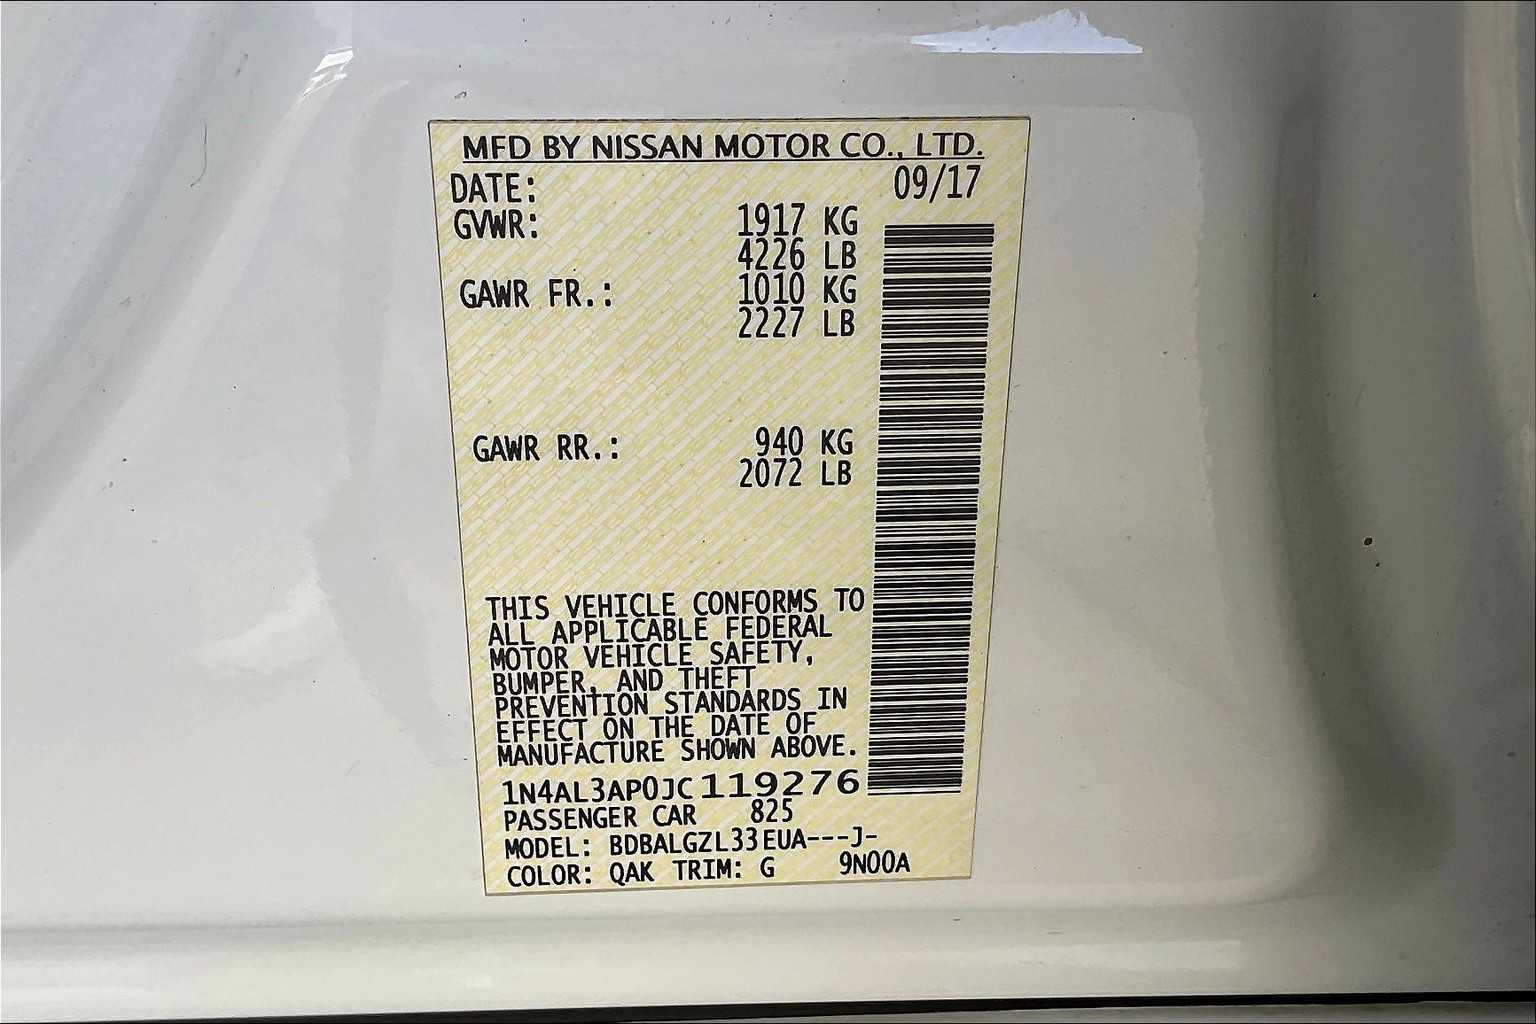 MFD BY NISSAN MOTOR CO., LTD.
DATE: 09/17
GVWR: 1917 KG
4226 LB
GAWR FR.: 1010 KG
2227 LB
GAWR RR.: 940 KG
2072 LB
THIS VEHICLE CONFORMS TO
ALL APPLICABLE FEDERAL
MOTOR VEHICLE SAFETY,
BUMPER, AND THEFT
PREVENTION STANDARDS IN
EFFECT ON THE DATE OF
MANUFACTURE SHOWN ABOVE.
1N4AL3AP0JC119276
PASSENGER CAR 825
MODEL: BDBALGZL33EUA---J-
COLOR: QAK TRIM: G 9N00A